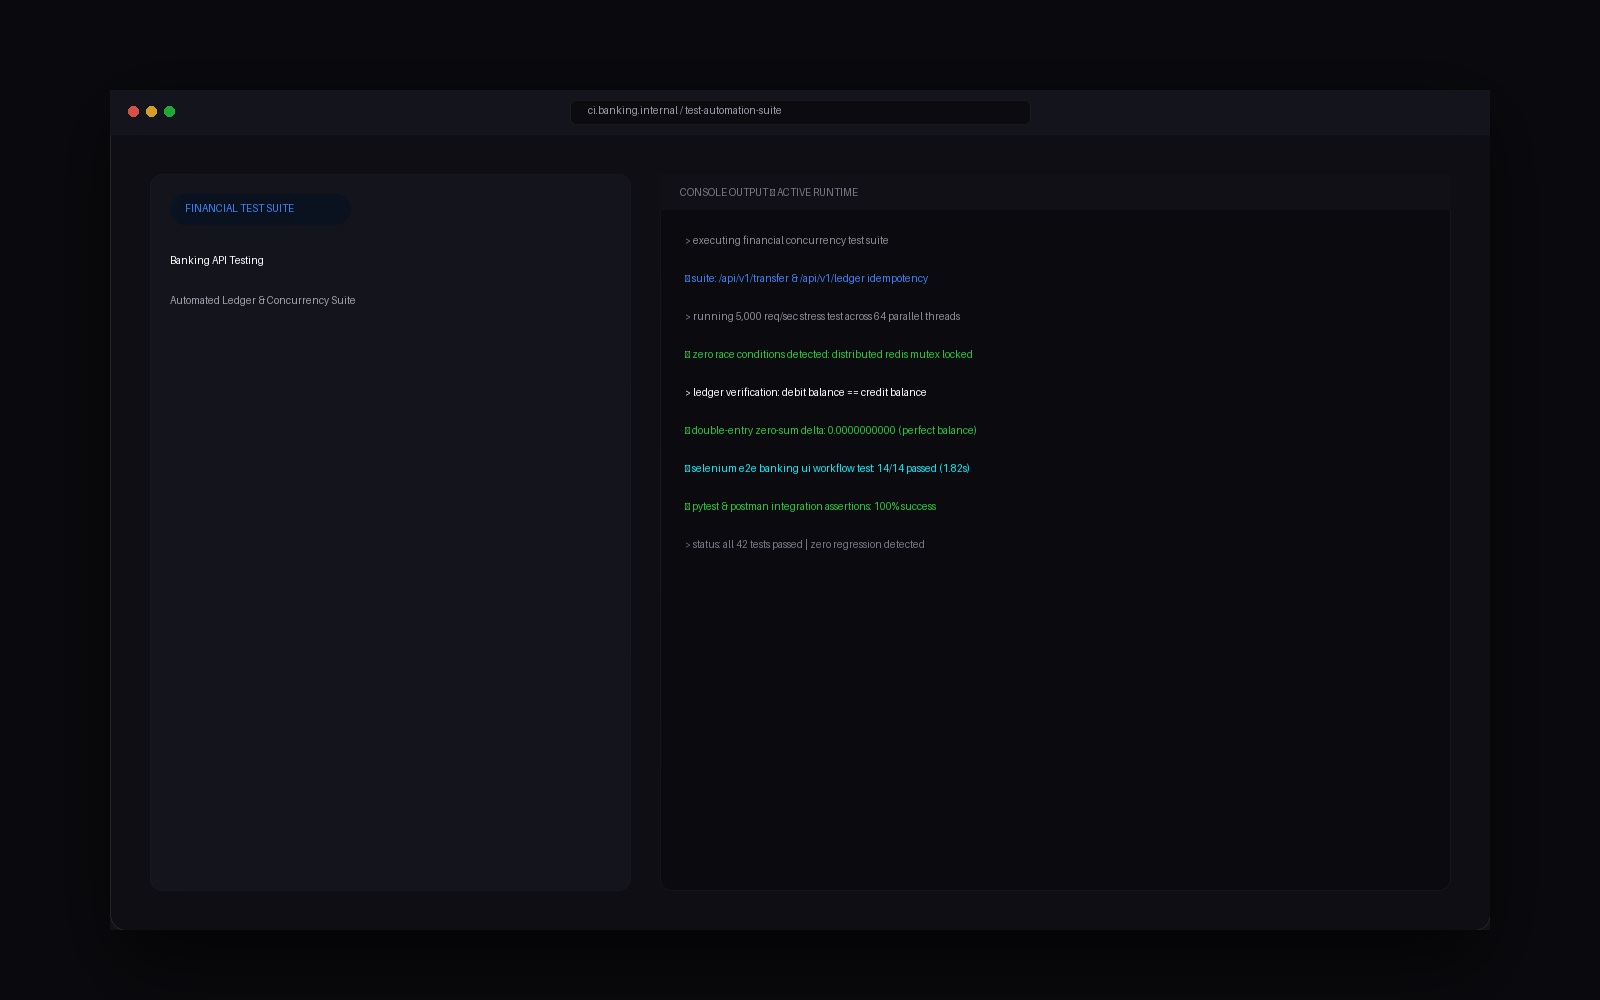 ci.banking.internal / test-automation-suite
FINANCIAL TEST SUITE
Banking API Testing
Automated Ledger & Concurrency Suite
CONSOLE OUTPUT ACTIVE RUNTIME
> executing financial concurrency test suite
suite: /api/v1/transfer & /api/v1/ledger idempotency
> running 5,000 req/sec stress test across 64 parallel threads
zero race conditions detected: distributed redis mutex locked
> ledger verification: debit balance == credit balance
double-entry zero-sum delta: 0.0000000000 (perfect balance)
selenium e2e banking ui workflow test: 14/14 passed (1.82s)
pytest & postman integration assertions: 100% success
> status: all 42 tests passed | zero regression detected